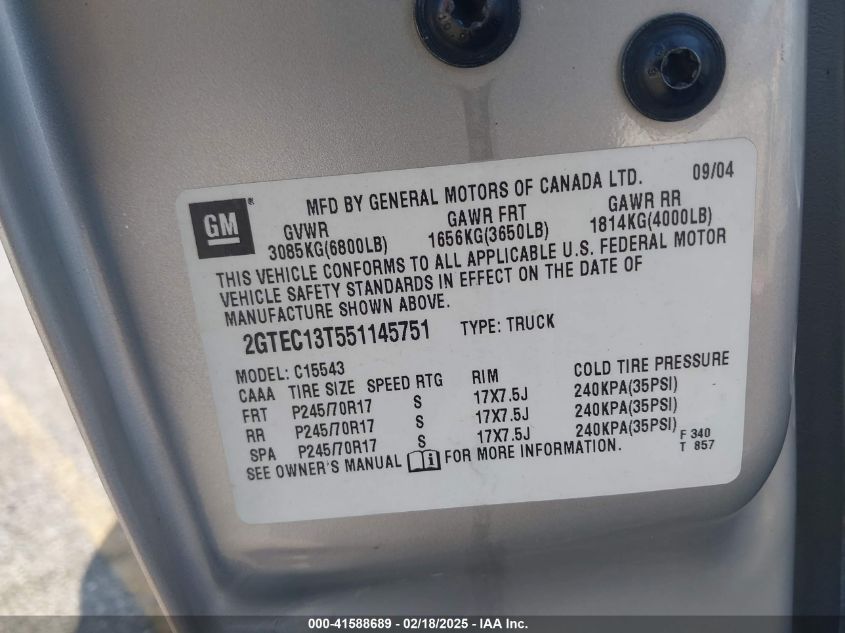 GM®
MFD BY GENERAL MOTORS OF CANADA LTD. 09/04
GVWR GAWR FRT GAWR RR
3085KG(6800LB) 1656KG(3650LB) 1814KG(4000LB)
THIS VEHICLE CONFORMS TO ALL APPLICABLE U.S. FEDERAL MOTOR
VEHICLE SAFETY STANDARDS IN EFFECT ON THE DATE OF
MANUFACTURE SHOWN ABOVE.
2GTEC13T551145751 TYPE: TRUCK
MODEL: C15543
CAAA TIRE SIZE SPEED RTG RIM COLD TIRE PRESSURE
FRT P245/70R17 S 17X7.5J 240KPA(35PSI)
RR P245/70R17 S 17X7.5J 240KPA(35PSI)
SPA P245/70R17 S 17X7.5J 240KPA(35PSI)
SEE OWNER'S MANUAL i FOR MORE INFORMATION.
F 340
T 857
000-41588689 - 02/18/2025 - IAA Inc.